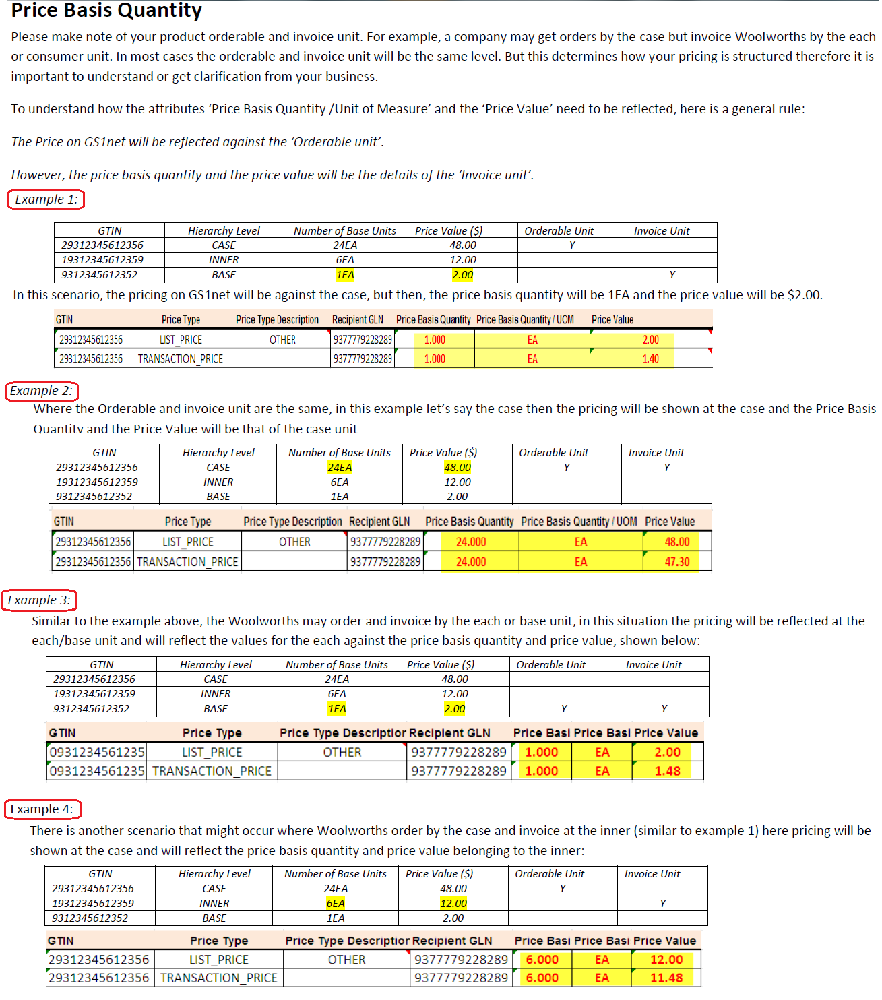 Price Basis Quantity
Please make note of your product orderable and invoice unit. For example, a company may get orders by the case but invoice Woolworths by the each
or consumer unit. In most cases the orderable and invoice unit will be the same level. But this determines how your pricing is structured therefore it is
important to understand or get clarification from your business.
To understand how the attributes ‘Price Basis Quantity /Unit of Measure’ and the ‘Price Value’ need to be reflected, here is a general rule:
The Price on GS1net will be reflected against the ‘Orderable unit’.
However, the price basis quantity and the price value will be the details of the ‘Invoice unit’.
Example 1:
GTIN Hierarchy Level Number of Base Units Price Value ($) Orderable Unit Invoice Unit
29312345612356 CASE 24EA 48.00 Y
19312345612359 INNER 6EA 12.00
9312345612352 BASE 1EA 2.00 Y
In this scenario, the pricing on GS1net will be against the case, but then, the price basis quantity will be 1EA and the price value will be $2.00.
GTIN Price Type Price Type Description Recipient GLN Price Basis Quantity Price Basis Quantity / UOM Price Value
29312345612356 LIST_PRICE OTHER 9377779228289 1.000 EA 2.00
29312345612356 TRANSACTION_PRICE 9377779228289 1.000 EA 1.40
Example 2:
Where the Orderable and invoice unit are the same, in this example let’s say the case then the pricing will be shown at the case and the Price Basis
Quantity and the Price Value will be that of the case unit
GTIN Hierarchy Level Number of Base Units Price Value ($) Orderable Unit Invoice Unit
29312345612356 CASE 24EA 48.00 Y Y
19312345612359 INNER 6EA 12.00
9312345612352 BASE 1EA 2.00
GTIN Price Type Price Type Description Recipient GLN Price Basis Quantity Price Basis Quantity / UOM Price Value
29312345612356 LIST_PRICE OTHER 9377779228289 24.000 EA 48.00
29312345612356 TRANSACTION_PRICE 9377779228289 24.000 EA 47.30
Example 3:
Similar to the example above, the Woolworths may order and invoice by the each or base unit, in this situation the pricing will be reflected at the
each/base unit and will reflect the values for the each against the price basis quantity and price value, shown below:
GTIN Hierarchy Level Number of Base Units Price Value ($) Orderable Unit Invoice Unit
29312345612356 CASE 24EA 48.00
19312345612359 INNER 6EA 12.00
9312345612352 BASE 1EA 2.00 Y Y
GTIN Price Type Price Type Descriptior Recipient GLN Price Basi Price Basi Price Value
0931234561235 LIST_PRICE OTHER 9377779228289 1.000 EA 2.00
0931234561235 TRANSACTION_PRICE 9377779228289 1.000 EA 1.48
Example 4:
There is another scenario that might occur where Woolworths order by the case and invoice at the inner (similar to example 1) here pricing will be
shown at the case and will reflect the price basis quantity and price value belonging to the inner:
GTIN Hierarchy Level Number of Base Units Price Value ($) Orderable Unit Invoice Unit
29312345612356 CASE 24EA 48.00 Y
19312345612359 INNER 6EA 12.00 Y
9312345612352 BASE 1EA 2.00
GTIN Price Type Price Type Descriptior Recipient GLN Price Basi Price Basi Price Value
29312345612356 LIST_PRICE OTHER 9377779228289 6.000 EA 12.00
29312345612356 TRANSACTION_PRICE 9377779228289 6.000 EA 11.48